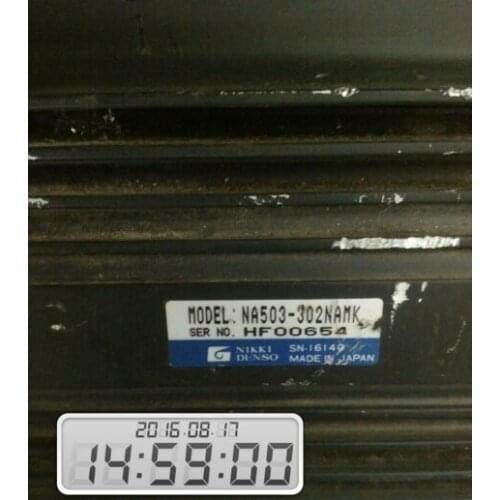 MODEL: NA503-302NAMK
SER NO. HF00654
NIKKI DENSO
SN-16149
MADE IN JAPAN
2016.08.17
14:59:00